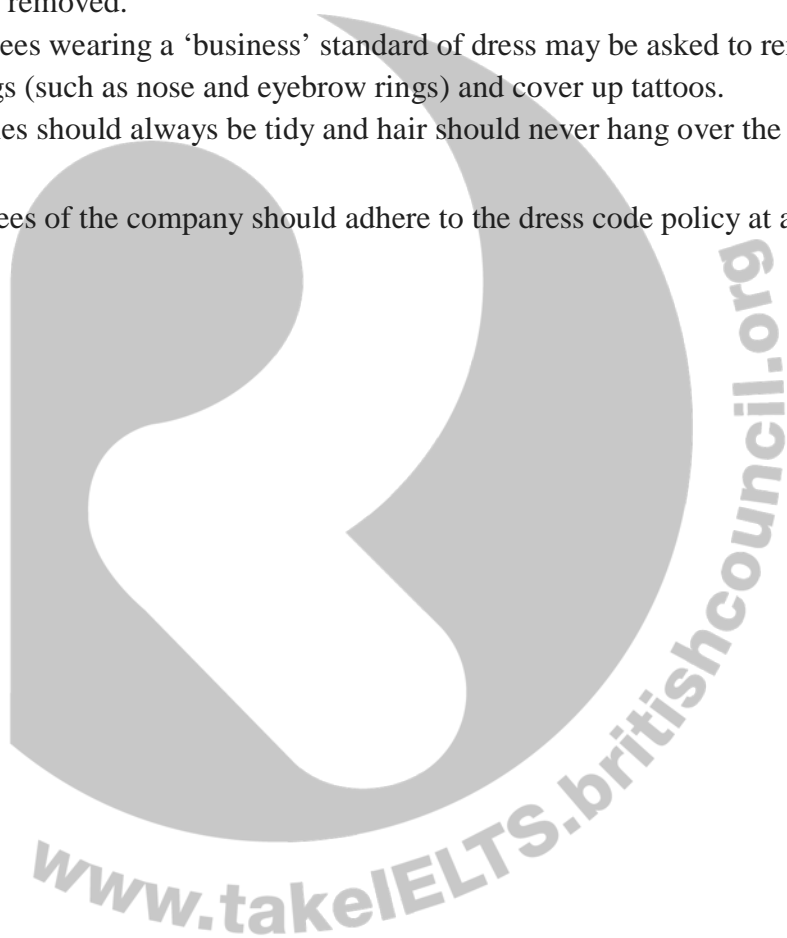 removed.
ees wearing a ‘business’ standard of dress may be asked to
gs (such as nose and eyebrow rings) and cover up tattoos.
es should always be tidy and hair should never hang over the
ees of the company should adhere to the dress code policy at a
www.takeIELTS.britishcouncil.org